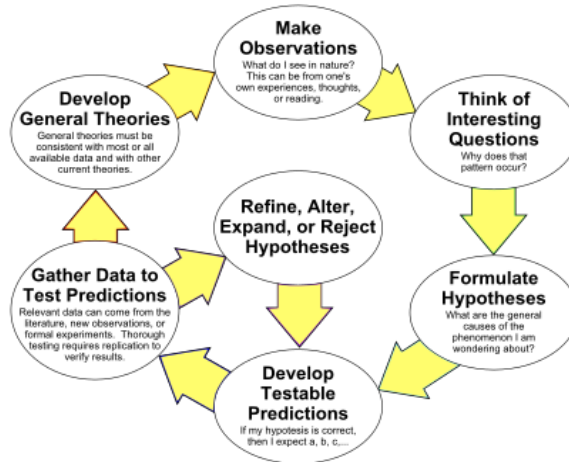 Make
Observations
What do I see in nature?
This can be from one's
own experiences, thoughts,
or reading.
Think of
Interesting
Questions
Why does that
pattern occur?
Formulate
Hypotheses
What are the general
causes of the
phenomenon I am
wondering about?
Develop
Testable
Predictions
If my hypotesis is correct,
then I expect a, b, c,...
Gather Data to
Test Predictions
Relevant data can come from the
literature, new observations, or
formal experiments. Thorough
testing requires replication to
verify results.
Refine, Alter,
Expand, or Reject
Hypotheses
Develop
General Theories
General theories must be
consistent with most or all
available data and with other
current theories.